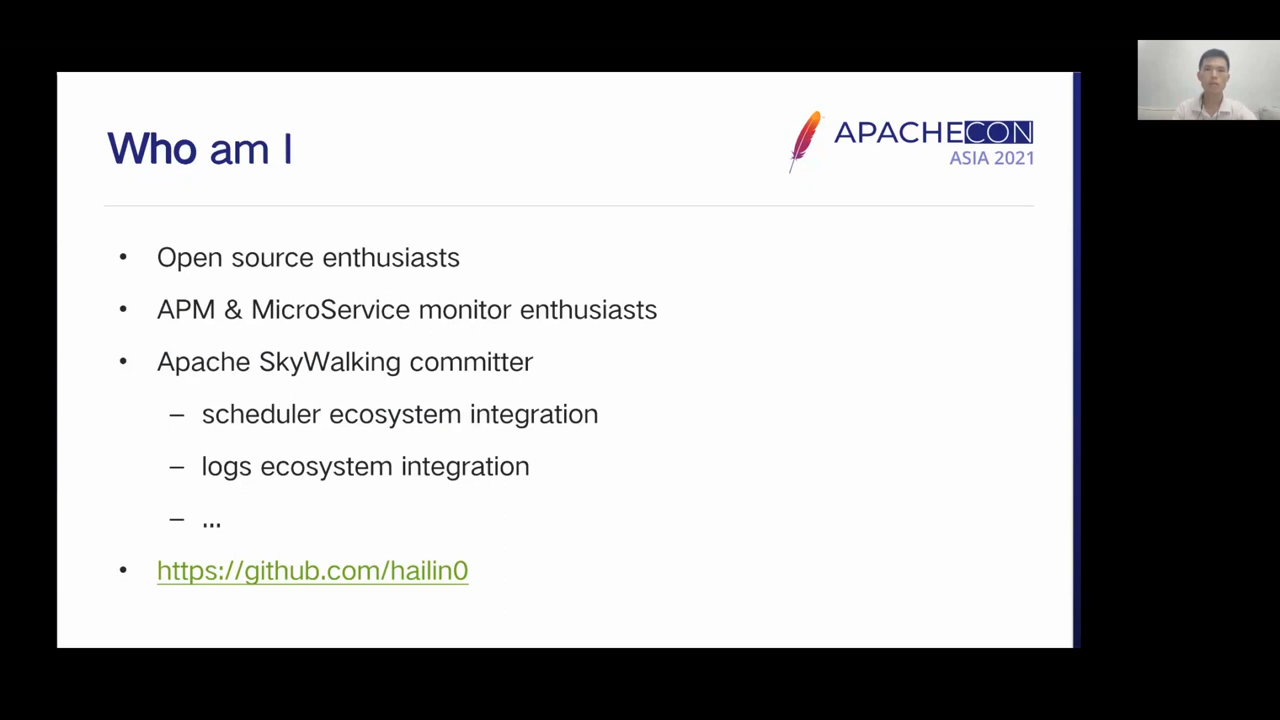 Who am I
APACHECON
ASIA 2021
• Open source enthusiasts
• APM & MicroService monitor enthusiasts
• Apache SkyWalking committer
– scheduler ecosystem integration
– logs ecosystem integration
– ...
• https://github.com/hailin0